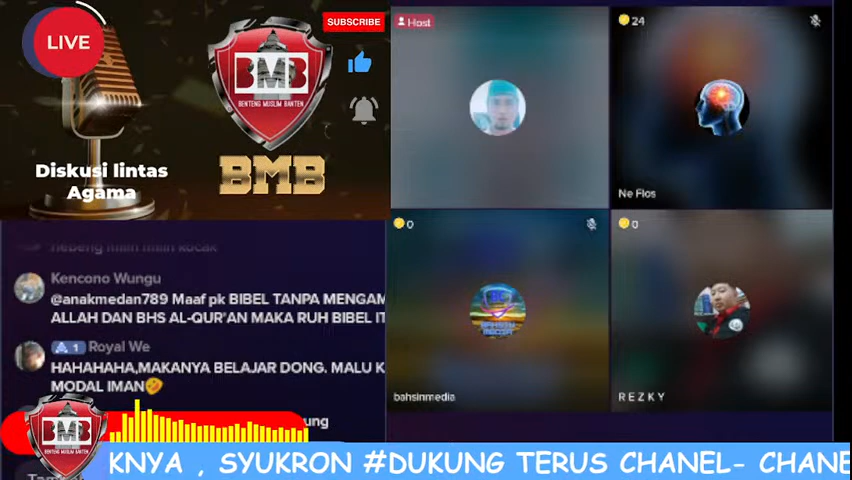 LIVE
SUBSCRIBE
BMB
BENTENG MUSLIM BANTEN
BMB
Diskusi lintas
Agama
Host
24
Ne Flos
0
bahsinmedia
0
R E Z K Y
Kencono Wungu
@anakmedan789 Maaf pk BIBEL TANPA MENGAM
ALLAH DAN BHS AL-QUR'AN MAKA RUH BIBEL IT
1 Royal We
HAHAHAHA,MAKANYA BELAJAR DONG. MALU K
MODAL IMAN🤣
ung
BMB
KNYA , SYUKRON #DUKUNG TERUS CHANEL- CHANE